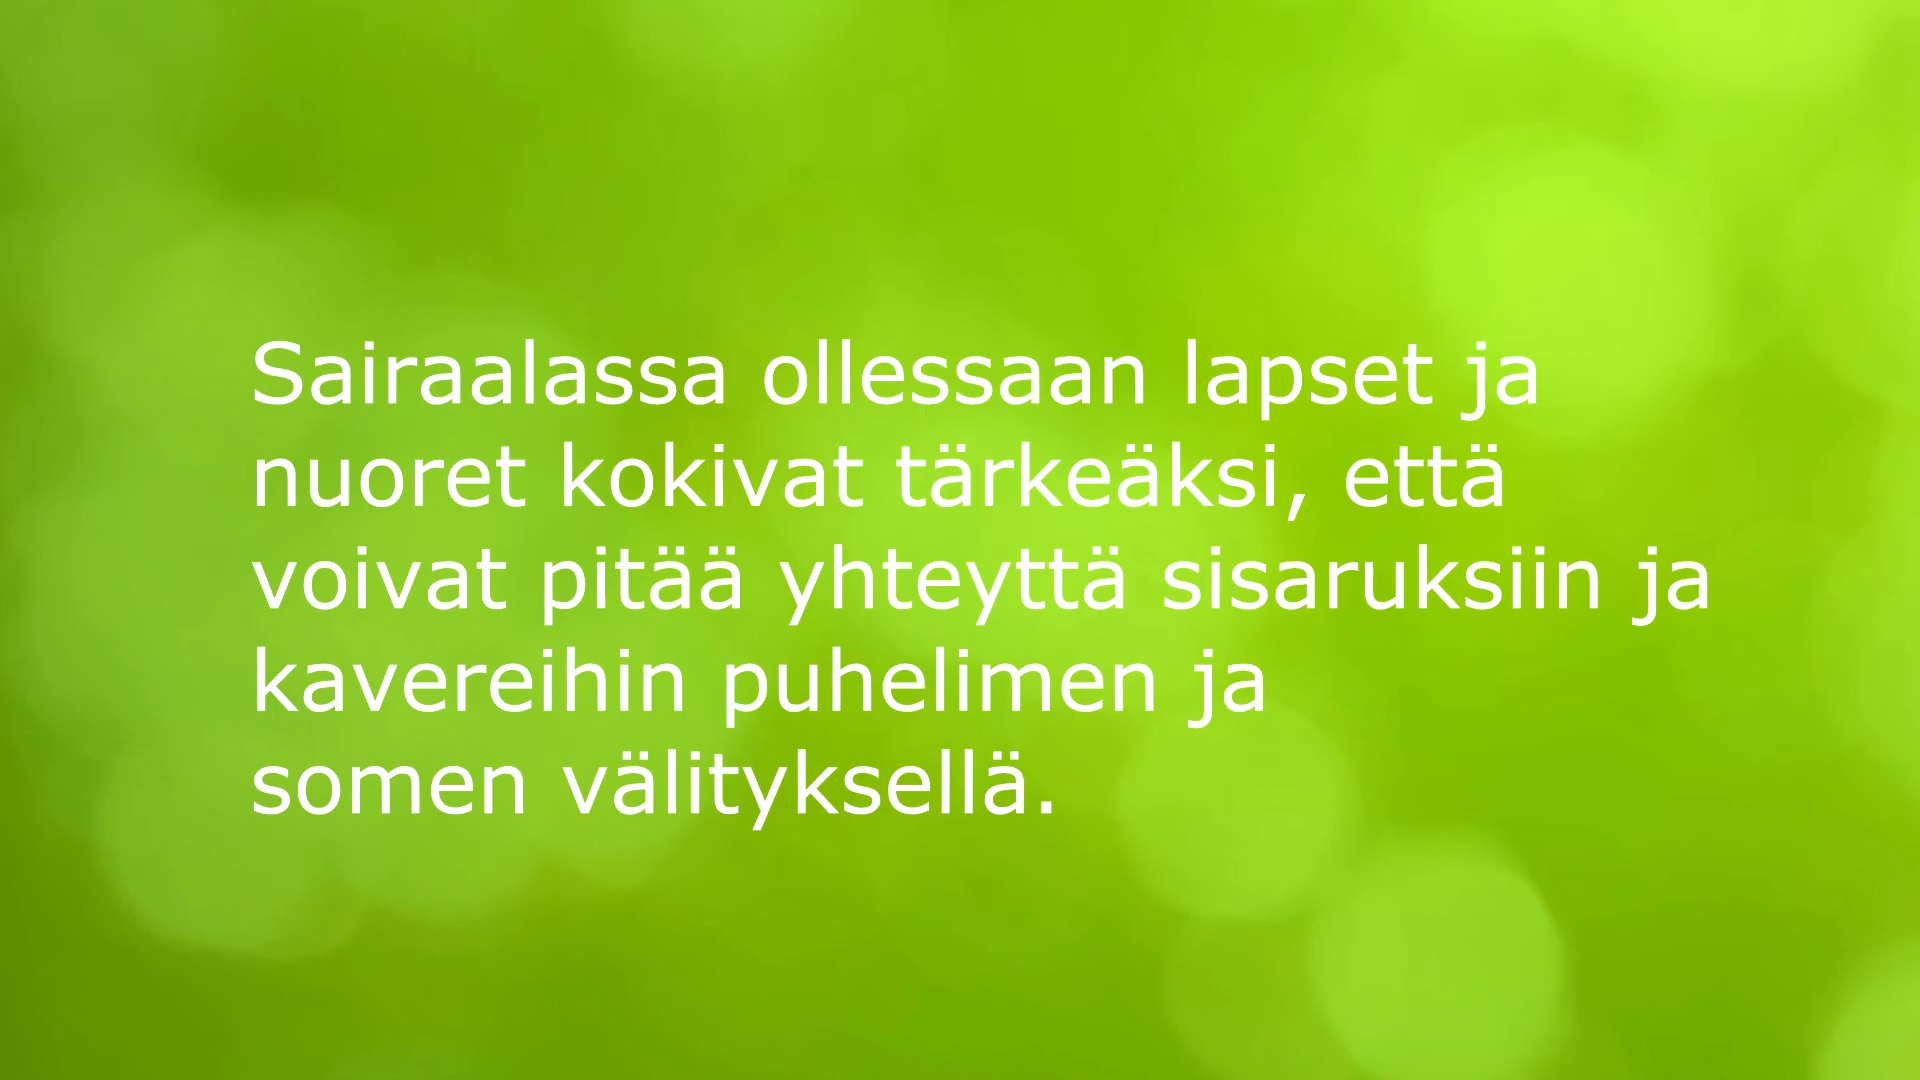 Sairaalassa ollessaan lapset ja
nuoret kokivat tärkeäksi, että
voivat pitää yhteyttä sisaruksiin ja
kavereihin puhelimen ja
somen välityksellä.